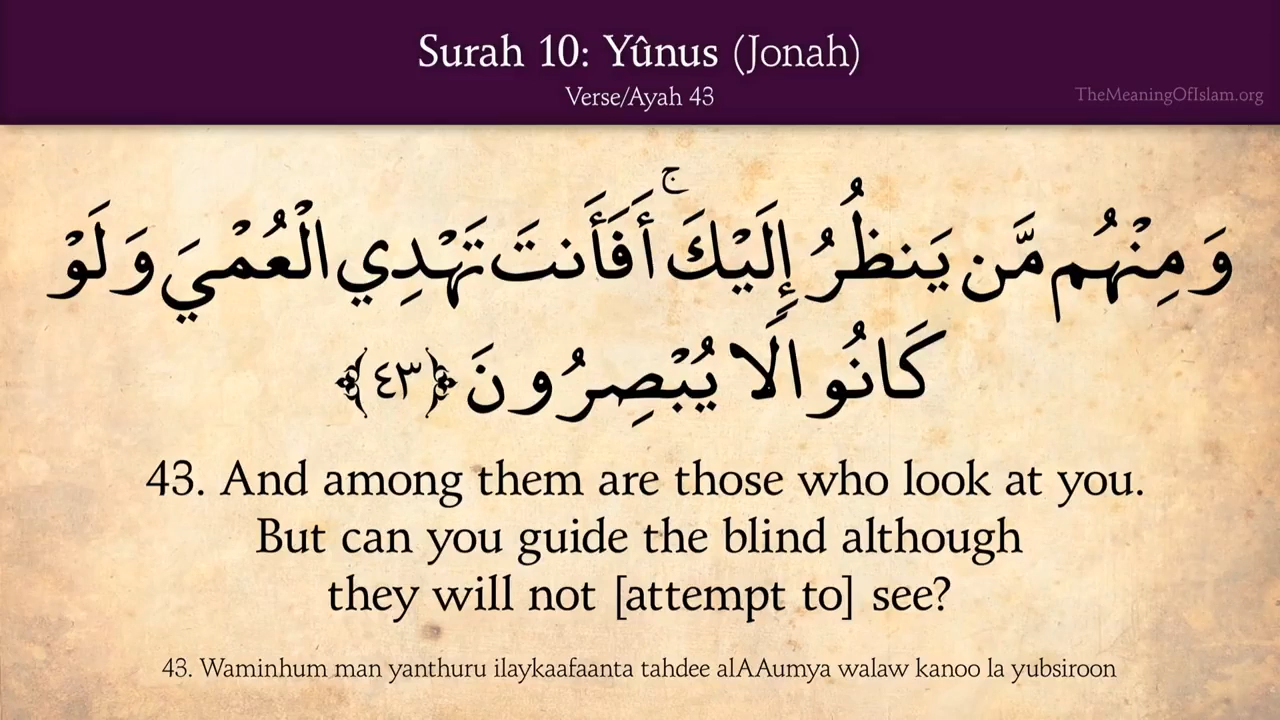 Surah 10: Yûnus (Jonah)
Verse/Ayah 43
TheMeaningOfIslam.org
وَمِنْهُم مَّن يَنظُرُ إِلَيْكَ ۚ أَفَأَنتَ تَهْدِي الْعُمْيَ وَلَوْ
كَانُوا لَا يُبْصِرُونَ ﴿٤٣﴾
43. And among them are those who look at you.
But can you guide the blind although
they will not [attempt to] see?
43. Waminhum man yanthuru ilaykaafaanta tahdee alAAumya walaw kanoo la yubsiroon